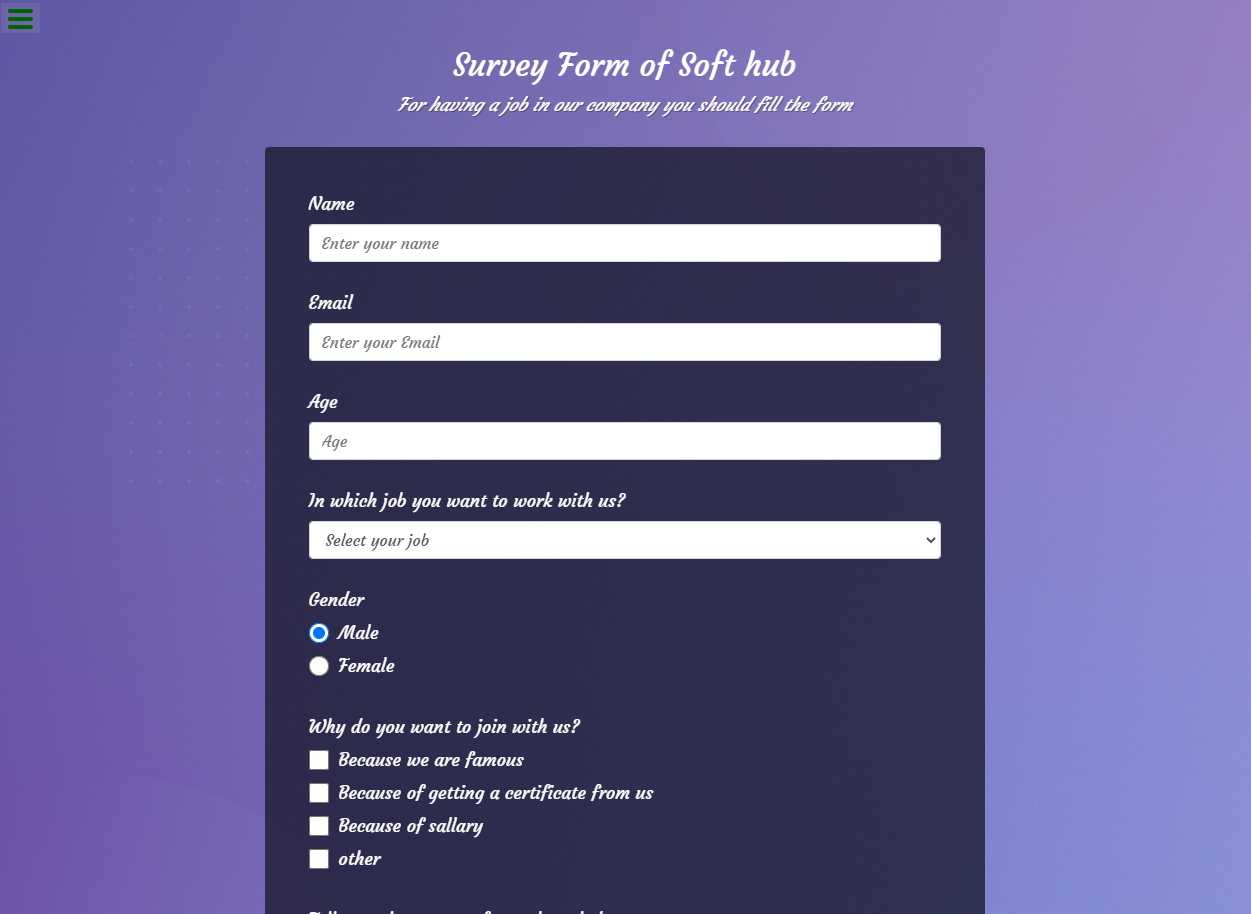 Survey Form of Soft hub
For having a job in our company you should fill the form
Name
Enter your name
Email
Enter your Email
Age
Age
In which job you want to work with us?
Select your job
Gender
Male
Female
Why do you want to join with us?
Because we are famous
Because of getting a certificate from us
Because of sallary
other